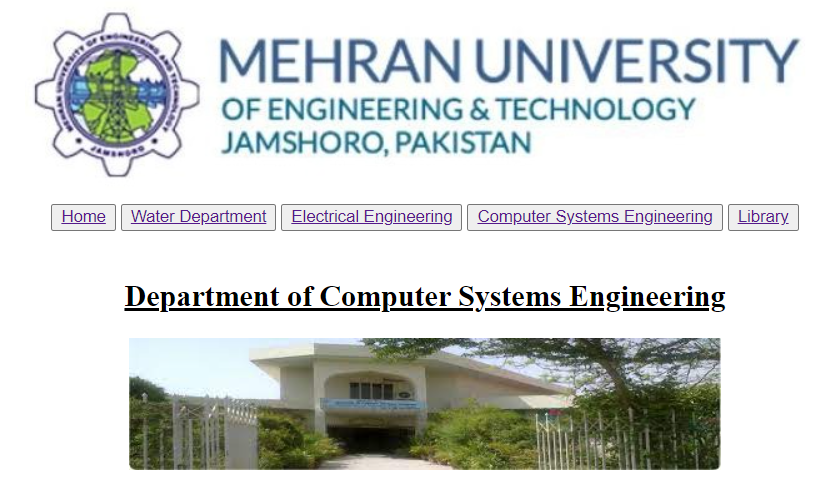 MEHRAN UNIVERSITY
OF ENGINEERING & TECHNOLOGY
JAMSHORO, PAKISTAN
MEHRAN UNIVERSITY OF ENGINEERING AND TECHNOLOGY
JAMSHORO
Home Water Department Electrical Engineering Computer Systems Engineering Library
Department of Computer Systems Engineering